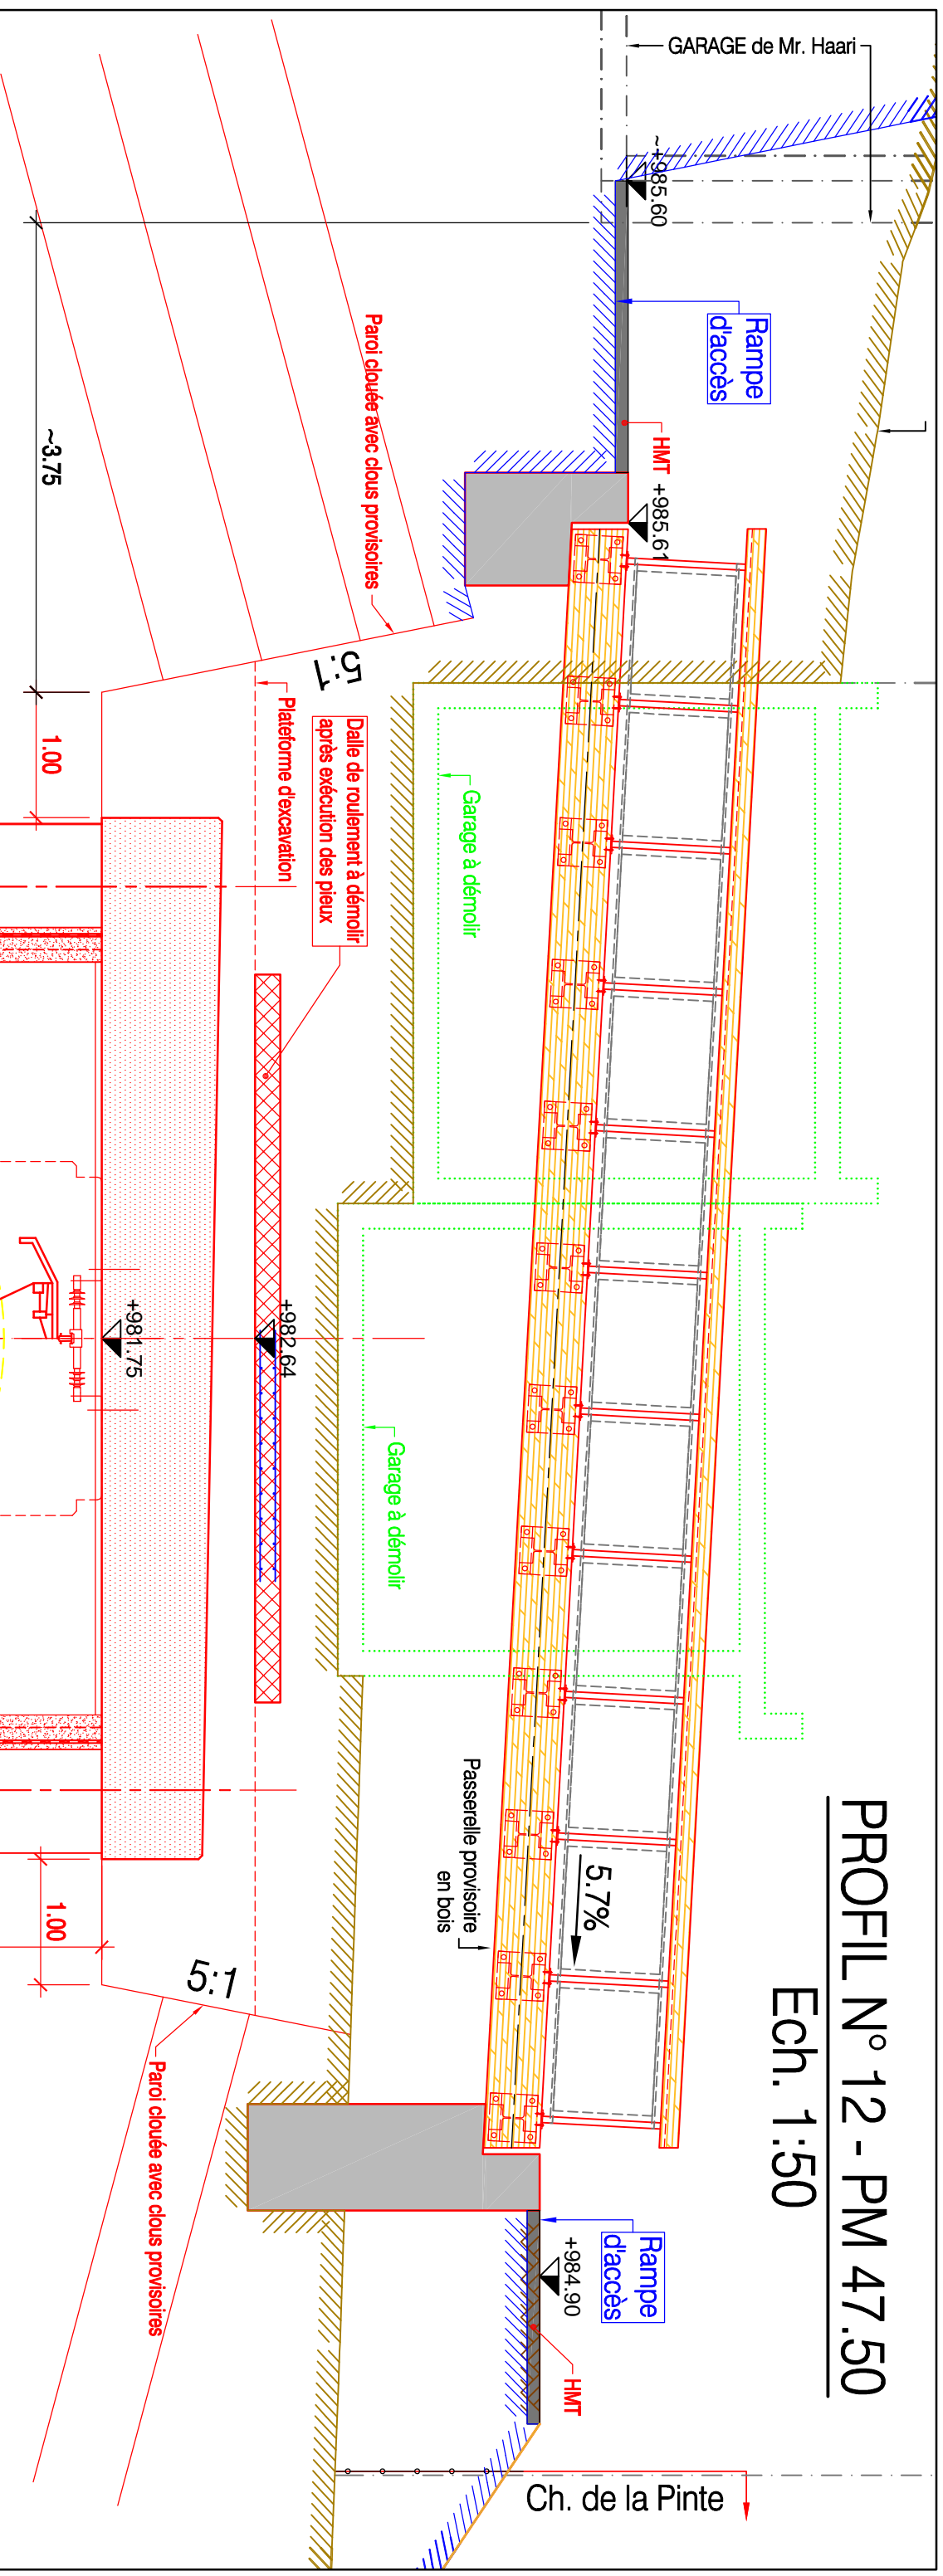 PROFIL N° 12 - PM 47.50
Ech. 1:50
GARAGE de Mr. Haari
~+985.60
Rampe
d'accès
HMT
+985.61
Paroi clouée avec clous provisoires
~3.75
5:1
1.00
Plateforme d'excavation
Dalle de roulement à démolir
après exécution des pieux
Garage à démolir
+982.64
+981.75
Garage à démolir
Passerelle provisoire
en bois
5.7%
1.00
5:1
Paroi clouée avec clous provisoires
Rampe
d'accès
+984.90
HMT
Ch. de la Pinte